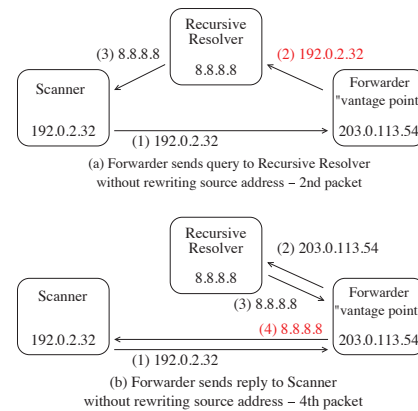 Recursive
Resolver
8.8.8.8
(3) 8.8.8.8
(2) 192.0.2.32
Scanner
192.0.2.32
Forwarder
"vantage point"
203.0.113.54
(1) 192.0.2.32
(a) Forwarder sends query to Recursive Resolver
without rewriting source address – 2nd packet
Recursive
Resolver
8.8.8.8
(2) 203.0.113.54
(3) 8.8.8.8
Scanner
192.0.2.32
Forwarder
"vantage point"
203.0.113.54
(4) 8.8.8.8
(1) 192.0.2.32
(b) Forwarder sends reply to Scanner
without rewriting source address – 4th packet